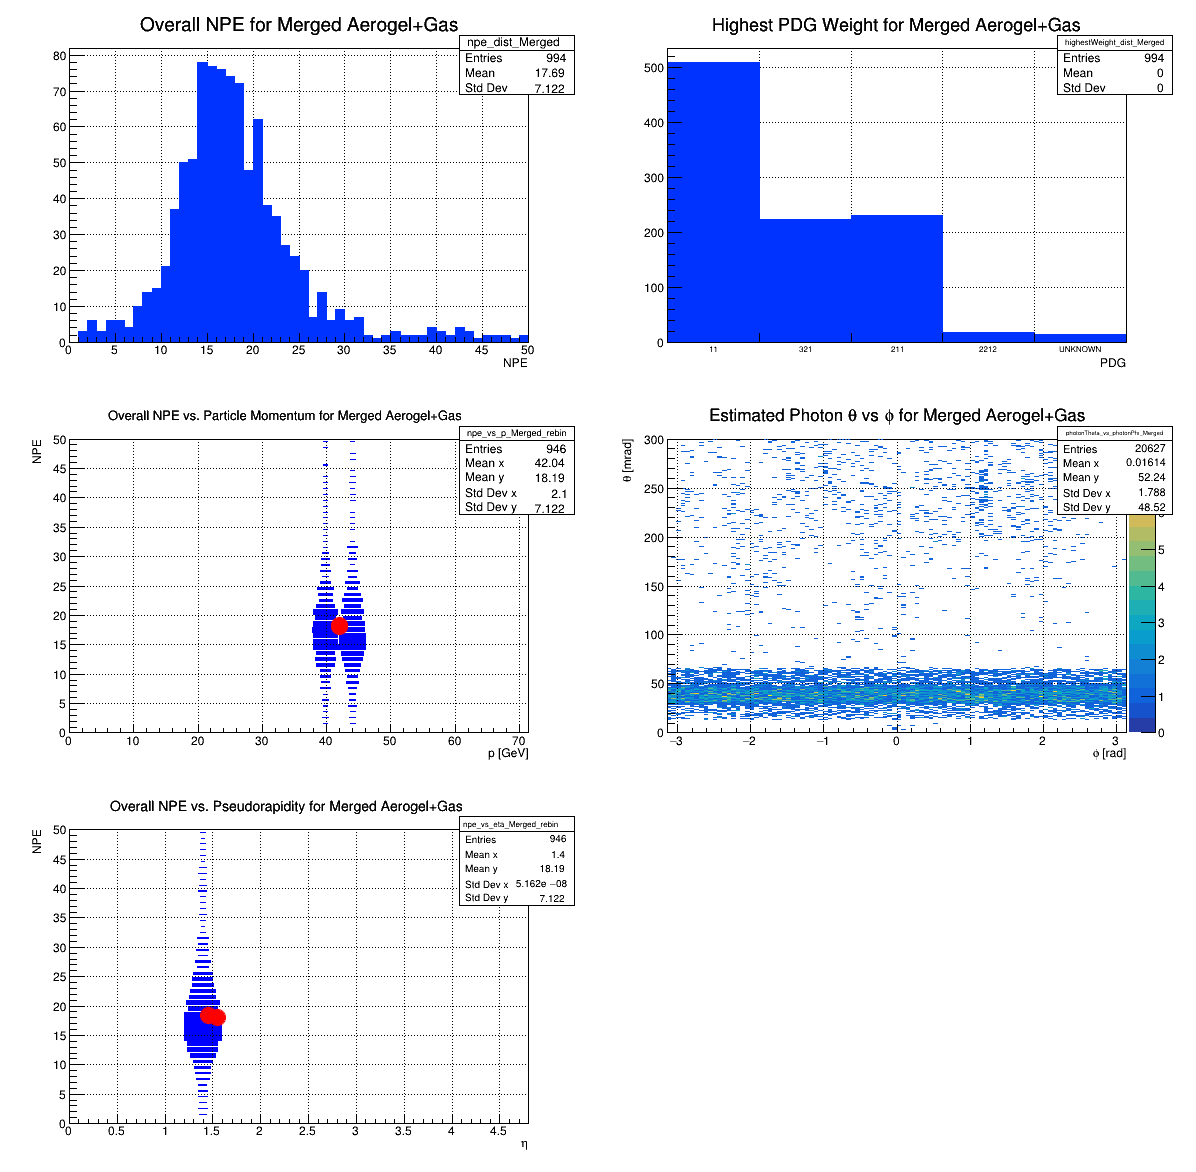 Overall NPE for Merged Aerogel+Gas
npe_dist_Merged
Entries 994
Mean 17.69
Std Dev 7.122
80
70
60
50
40
30
20
10
0
0 5 10 15 20 25 30 35 40 45 50
NPE
Highest PDG Weight for Merged Aerogel+Gas
highestWeight_dist_Merged
Entries 994
Mean 0
Std Dev 0
500
400
300
200
100
0
11 321 211 2212 UNKNOWN
PDG
Overall NPE vs. Particle Momentum for Merged Aerogel+Gas
npe_vs_p_Merged_rebin
Entries 946
Mean x 42.04
Mean y 18.19
Std Dev x 2.1
Std Dev y 7.122
NPE
50
45
40
35
30
25
20
15
10
5
0
0 10 20 30 40 50 60 70
p [GeV]
Estimated Photon θ vs ϕ for Merged Aerogel+Gas
photonTheta_vs_photonPhi_Merged
Entries 20627
Mean x 0.01614
Mean y 52.24
Std Dev x 1.788
Std Dev y 48.52
θ [mrad]
300
250
200
150
100
50
0
−3 −2 −1 0 1 2 3
ϕ [rad]
5
4
3
2
1
0
Overall NPE vs. Pseudorapidity for Merged Aerogel+Gas
npe_vs_eta_Merged_rebin
Entries 946
Mean x 1.4
Mean y 18.19
Std Dev x 5.162e −08
Std Dev y 7.122
NPE
50
45
40
35
30
25
20
15
10
5
0
0 0.5 1 1.5 2 2.5 3 3.5 4 4.5
η